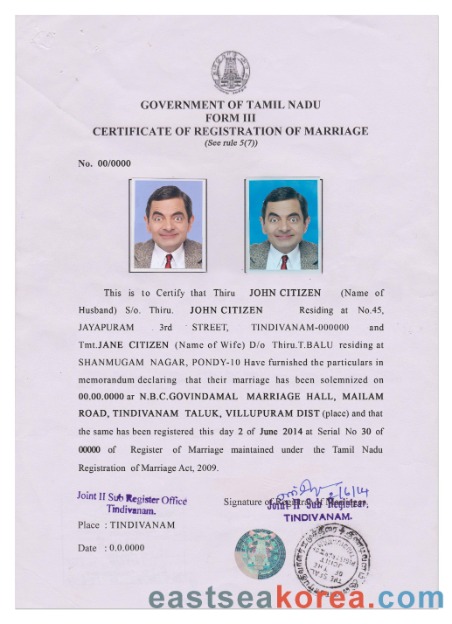 GOVERNMENT OF TAMIL NADU
FORM III
CERTIFICATE OF REGISTRATION OF MARRIAGE
(See rule 5(7))
No. 00/0000
This is to Certify that Thiru JOHN CITIZEN (Name of
Husband) S/o. Thiru. JOHN CITIZEN Residing at No.45,
JAYAPURAM 3rd STREET, TINDIVANAM-000000 and
Tmt.JANE CITIZEN (Name of Wife) D/o Thiru.T.BALU residing at
SHANMUGAM NAGAR, PONDY-10 Have furnished the particulars in
memorandum declaring that their marriage has been solemnized on
00.00.0000 ar N.B.C.GOVINDAMAL MARRIAGE HALL, MAILAM
ROAD, TINDIVANAM TALUK, VILLUPURAM DIST (place) and that
the same has been registered this day 2 of June 2014 at Serial No 30 of
00000 of Register of Marriage maintained under the Tamil Nadu
Registration of Marriage Act, 2009.
Joint II Sub Register Office
Tindivanam.
Signature of
Joint II Sub Registrar,
TINDIVANAM.
Place : TINDIVANAM
Date : 0.0.0000
THE SEAL
OF
THE
eastseakorea.com